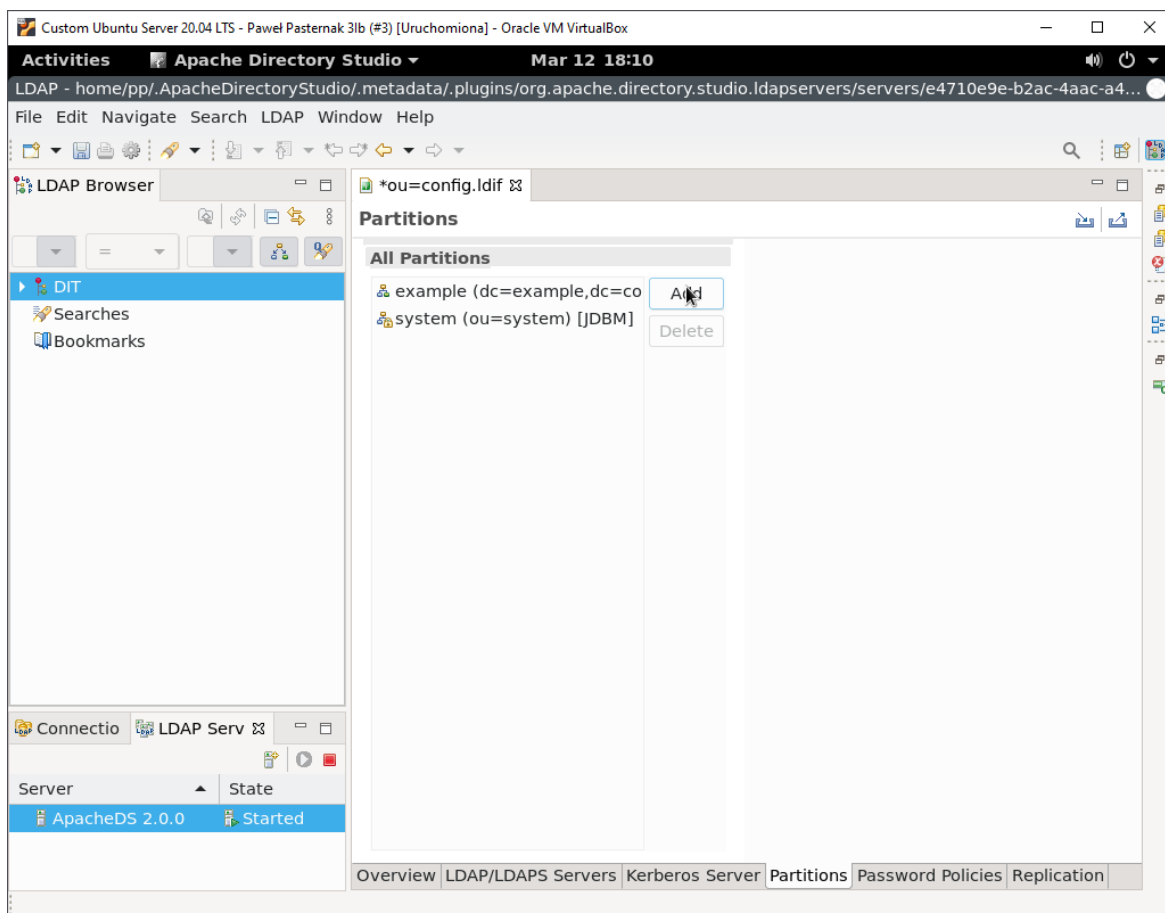 Custom Ubuntu Server 20.04 LTS - Paweł Pasternak 3lb (#3) [Uruchomiona] - Oracle VM VirtualBox
Activities Apache Directory Studio Mar 12 18:10
LDAP - home/pp/.ApacheDirectoryStudio/.metadata/.plugins/org.apache.directory.studio.ldapservers/servers/e4710e9e-b2ac-4aac-a4...
File Edit Navigate Search LDAP Window Help
LDAP Browser
*ou=config.ldif
Partitions
=
All Partitions
DIT
Searches
Bookmarks
example (dc=example,dc=co
system (ou=system) [JDBM]
Add
Delete
Connectio LDAP Serv
Server State
ApacheDS 2.0.0 Started
Overview LDAP/LDAPS Servers Kerberos Server Partitions Password Policies Replication